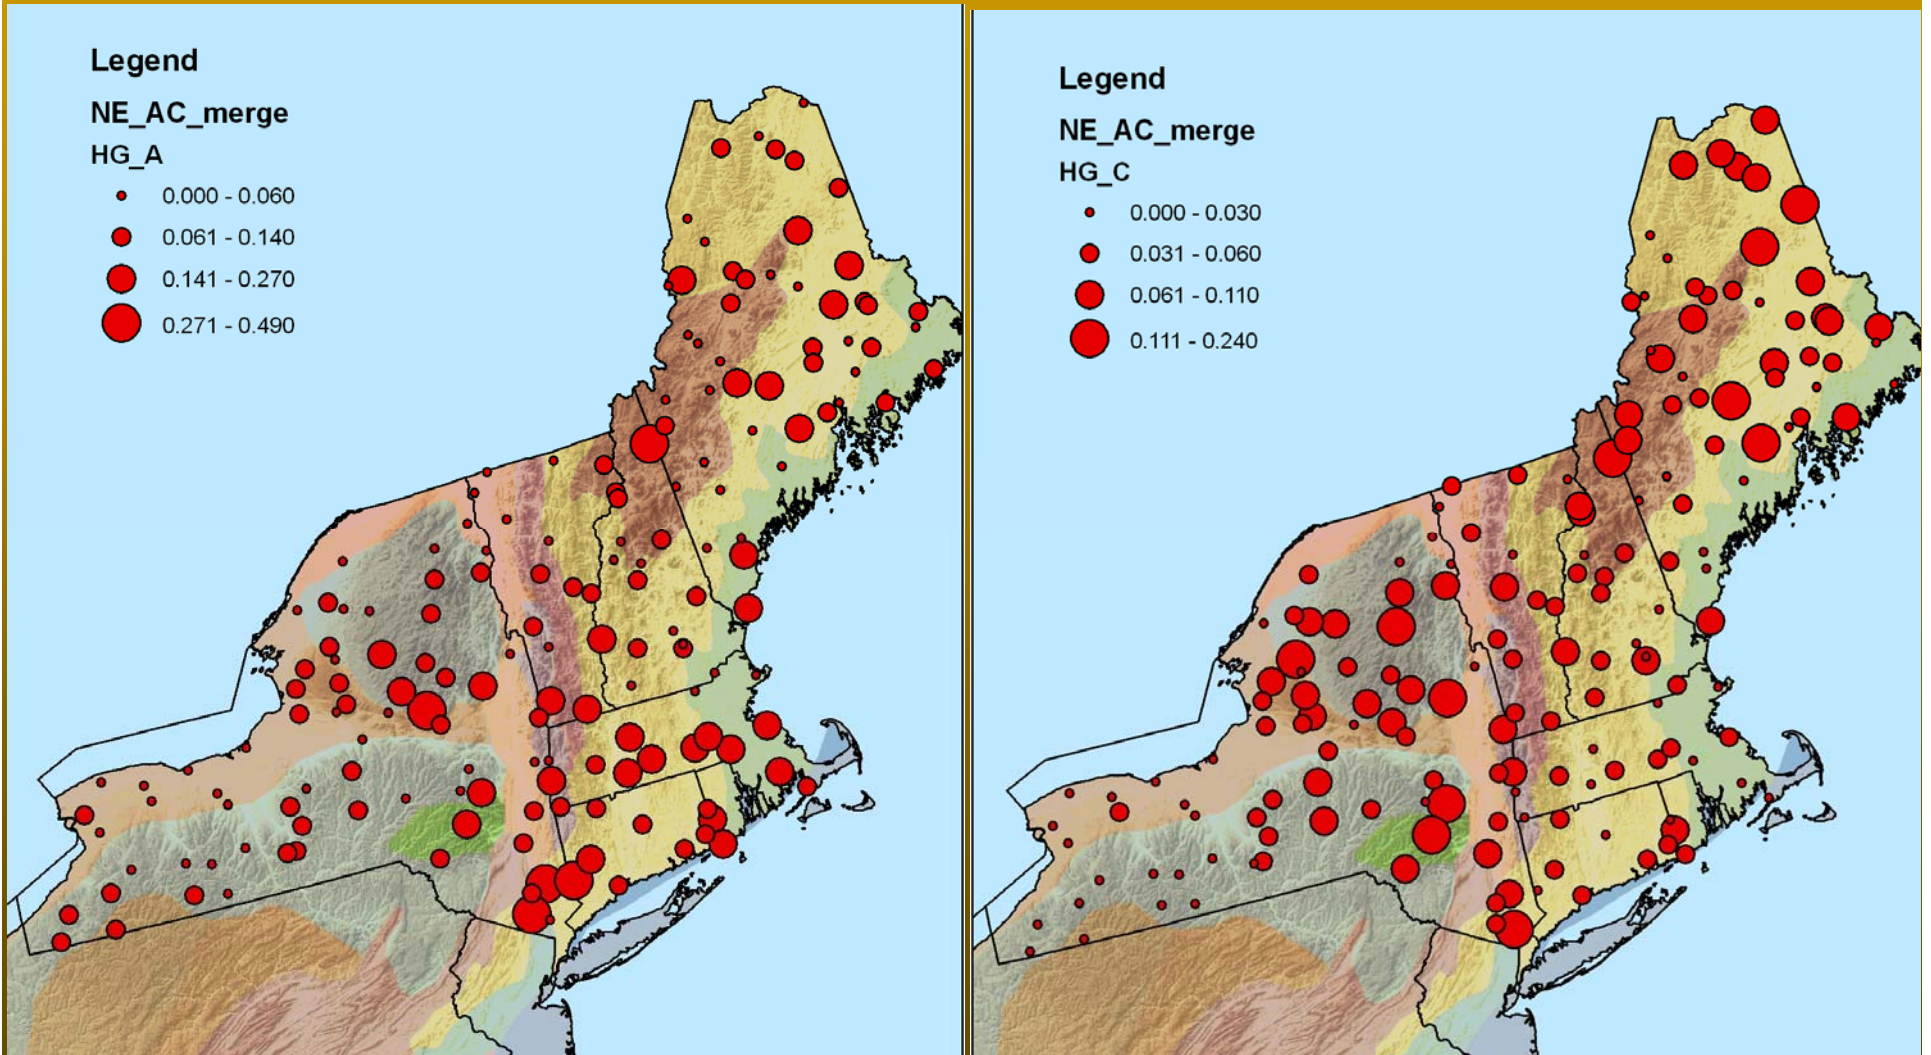 Legend
NE_AC_merge
HG_A
0.000 - 0.060
0.061 - 0.140
0.141 - 0.270
0.271 - 0.490
Legend
NE_AC_merge
HG_C
0.000 - 0.030
0.031 - 0.060
0.061 - 0.110
0.111 - 0.240